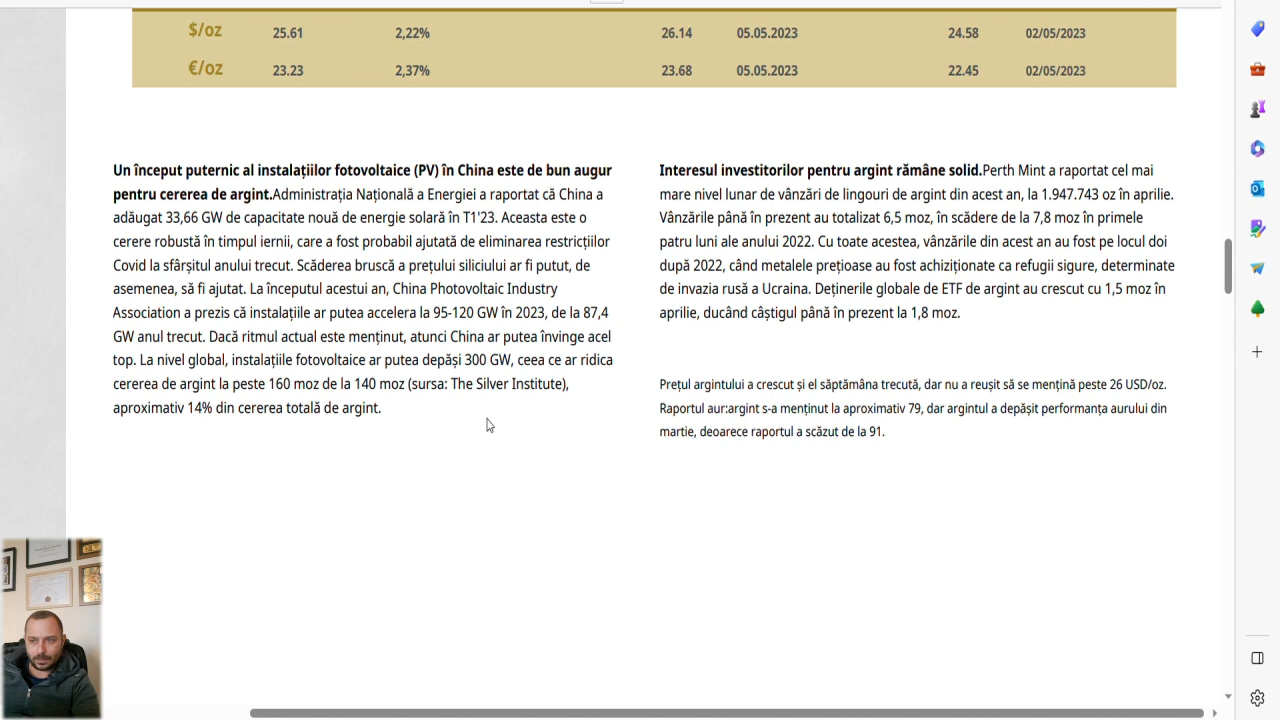 $/oz 25.61 2,22% 26.14 05.05.2023 24.58 02/05/2023
€/oz 23.23 2,37% 23.68 05.05.2023 22.45 02/05/2023
Un început puternic al instalațiilor fotovoltaice (PV) în China este de bun augur
pentru cererea de argint.Administrația Națională a Energiei a raportat că China a
adăugat 33,66 GW de capacitate nouă de energie solară în T1'23. Aceasta este o
cerere robustă în timpul iernii, care a fost probabil ajutată de eliminarea restricțiilor
Covid la sfârșitul anului trecut. Scăderea bruscă a prețului siliciului ar fi putut, de
asemenea, să fi ajutat. La începutul acestui an, China Photovoltaic Industry
Association a prezis că instalațiile ar putea accelera la 95-120 GW în 2023, de la 87,4
GW anul trecut. Dacă ritmul actual este menținut, atunci China ar putea învinge acel
top. La nivel global, instalațiile fotovoltaice ar putea depăși 300 GW, ceea ce ar ridica
cererea de argint la peste 160 moz de la 140 moz (sursa: The Silver Institute),
aproximativ 14% din cererea totală de argint.
Interesul investitorilor pentru argint rămâne solid.Perth Mint a raportat cel mai
mare nivel lunar de vânzări de lingouri de argint din acest an, la 1.947.743 oz în aprilie.
Vânzările până în prezent au totalizat 6,5 moz, în scădere de la 7,8 moz în primele
patru luni ale anului 2022. Cu toate acestea, vânzările din acest an au fost pe locul doi
după 2022, când metalele prețioase au fost achiziționate ca refugii sigure, determinate
de invazia rusă a Ucraina. Deținerile globale de ETF de argint au crescut cu 1,5 moz în
aprilie, ducând câștigul până în prezent la 1,8 moz.
Prețul argintului a crescut și el săptămâna trecută, dar nu a reușit să se mențină peste 26 USD/oz.
Raportul aur:argint s-a menținut la aproximativ 79, dar argintul a depășit performanța aurului din
martie, deoarece raportul a scăzut de la 91.